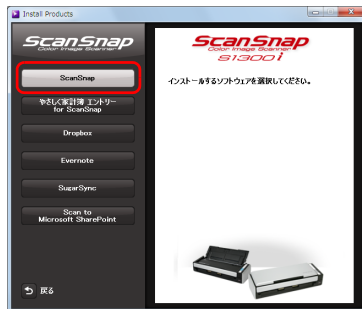 Install Products
ScanSnap
Color Image Scanner
ScanSnap
やさしく家計簿 エントリー
for ScanSnap
Dropbox
Evernote
SugarSync
Scan to
Microsoft SharePoint
戻る
ScanSnap
Color Image Scanner
S1300i
インストールするソフトウェアを選択してください。